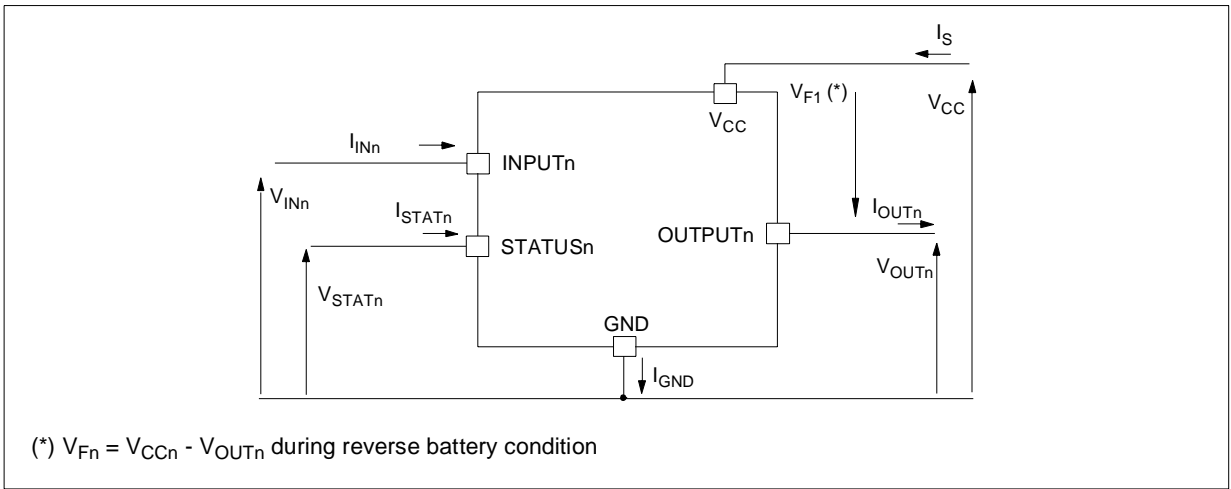 I_S
V_F1 (*)
V_CC
V_CC
I_INn
INPUTn
V_INn
I_STATn
I_OUTn
OUTPUTn
STATUSn
V_OUTn
V_STATn
GND
I_GND
(*) V_Fn = V_CCn - V_OUTn during reverse battery condition